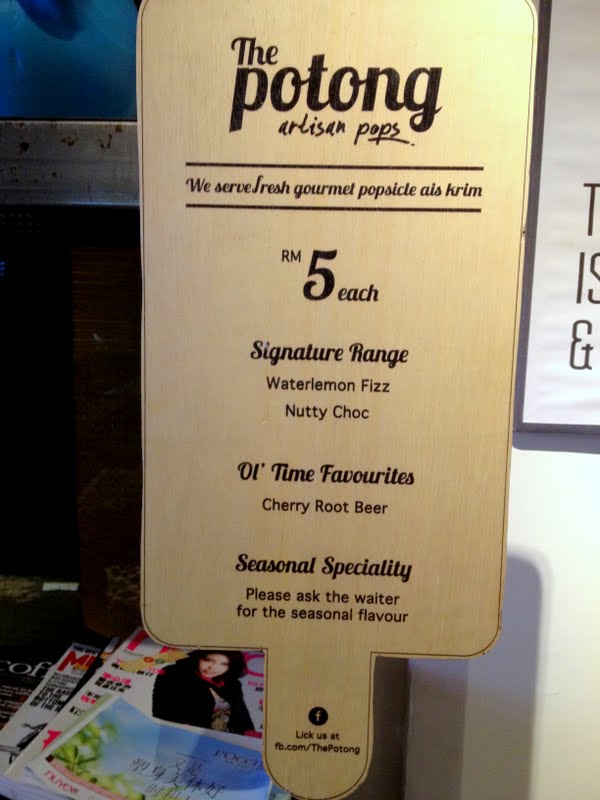 The
potong
artisan pops
We serve fresh gourmet popsicle ais krim
RM 5 each
Signature Range
Waterlemon Fizz
Nutty Choc
Ol' Time Favourites
Cherry Root Beer
Seasonal Speciality
Please ask the waiter
for the seasonal flavour
f
Lick us at
fb.com/ThePotong
&